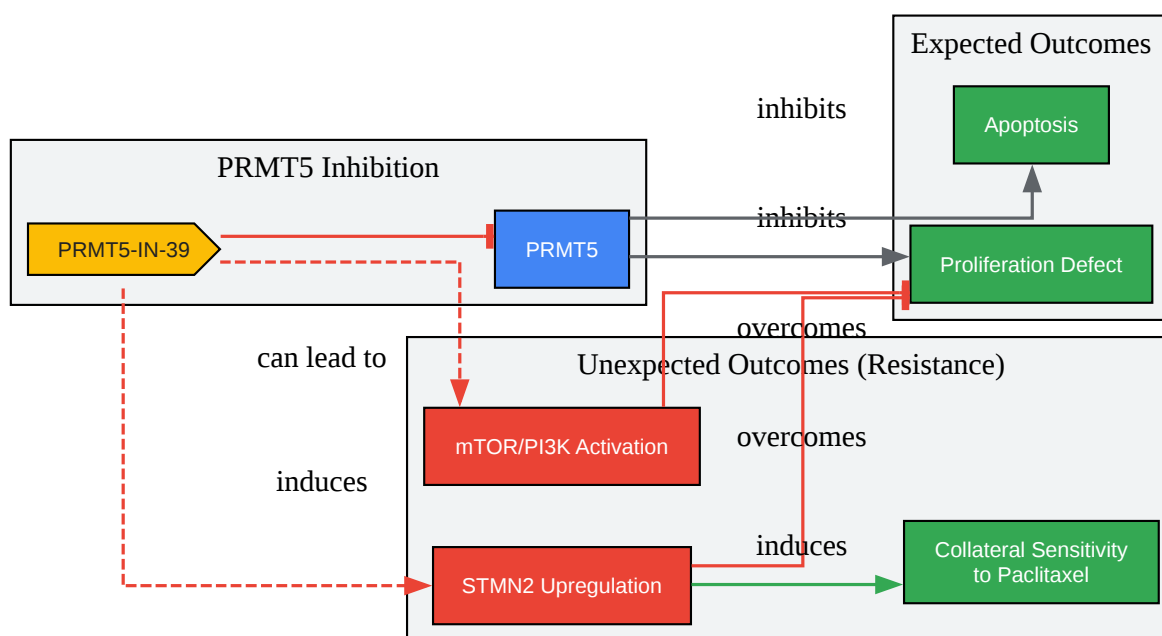 Expected Outcomes
inhibits
Apoptosis
PRMT5 Inhibition
inhibits
PRMT5-IN-39
PRMT5
Proliferation Defect
overcomes
can lead to
Unexpected Outcomes (Resistance)
mTOR/PI3K Activation
overcomes
induces
induces
STMN2 Upregulation
Collateral Sensitivity
to Paclitaxel